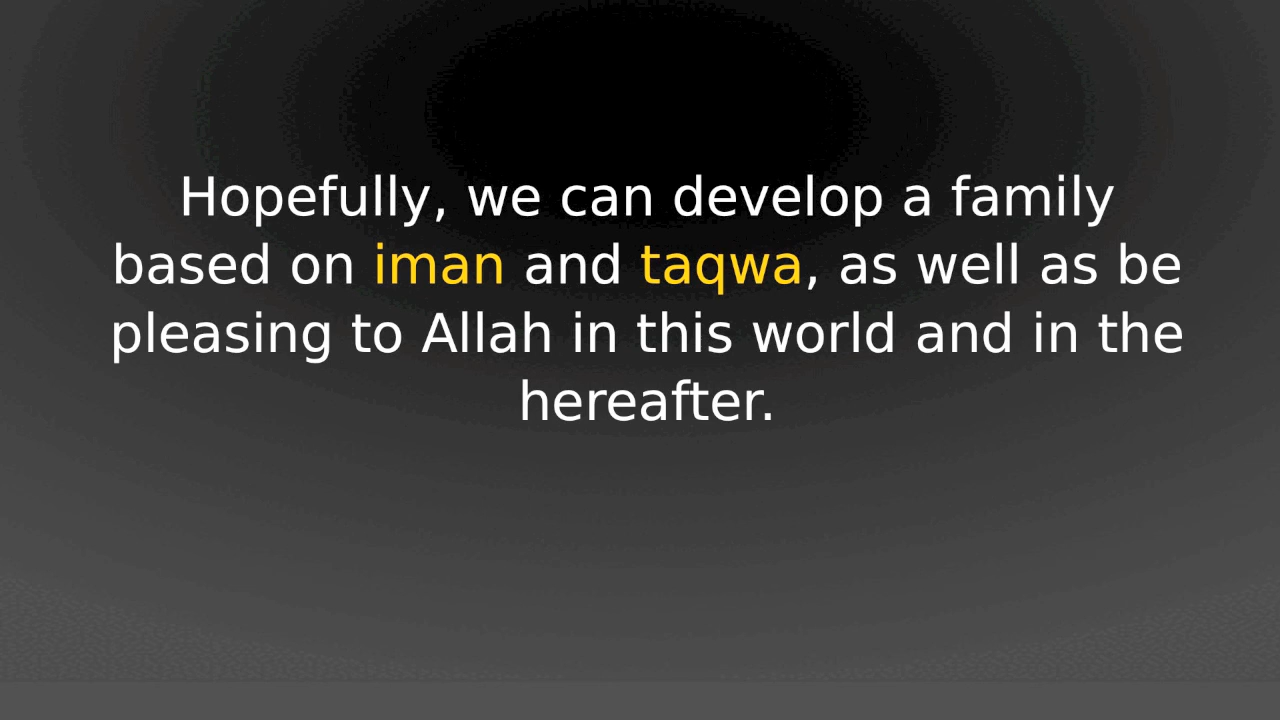 Hopefully, we can develop a family
based on iman and taqwa, as well as be
pleasing to Allah in this world and in the
hereafter.